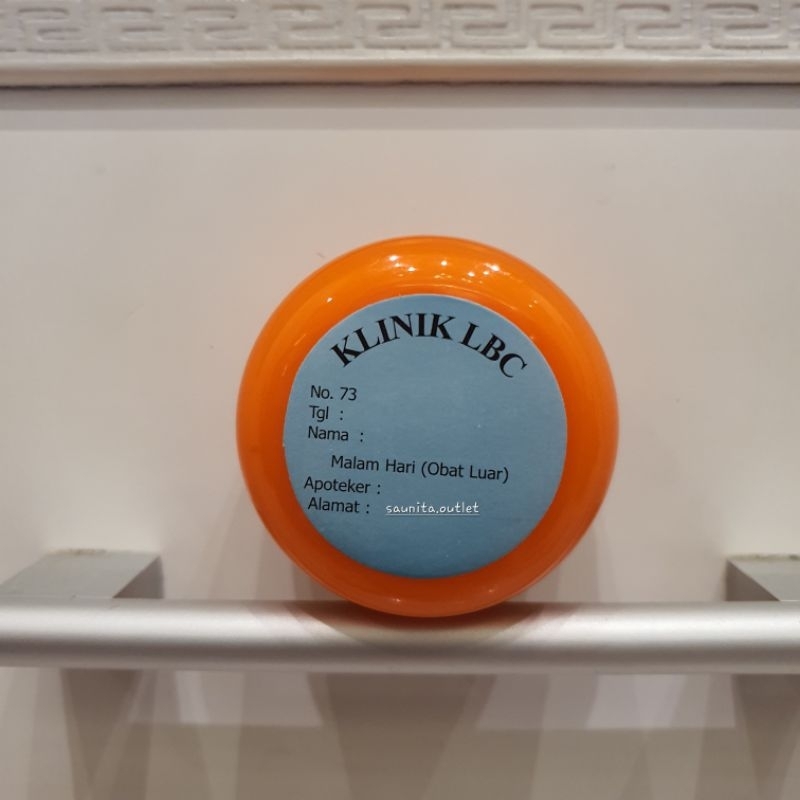 KLINIK LBC
No. 73
Tgl :
Nama :
Malam Hari (Obat Luar)
Apoteker :
Alamat : saunita.outlet